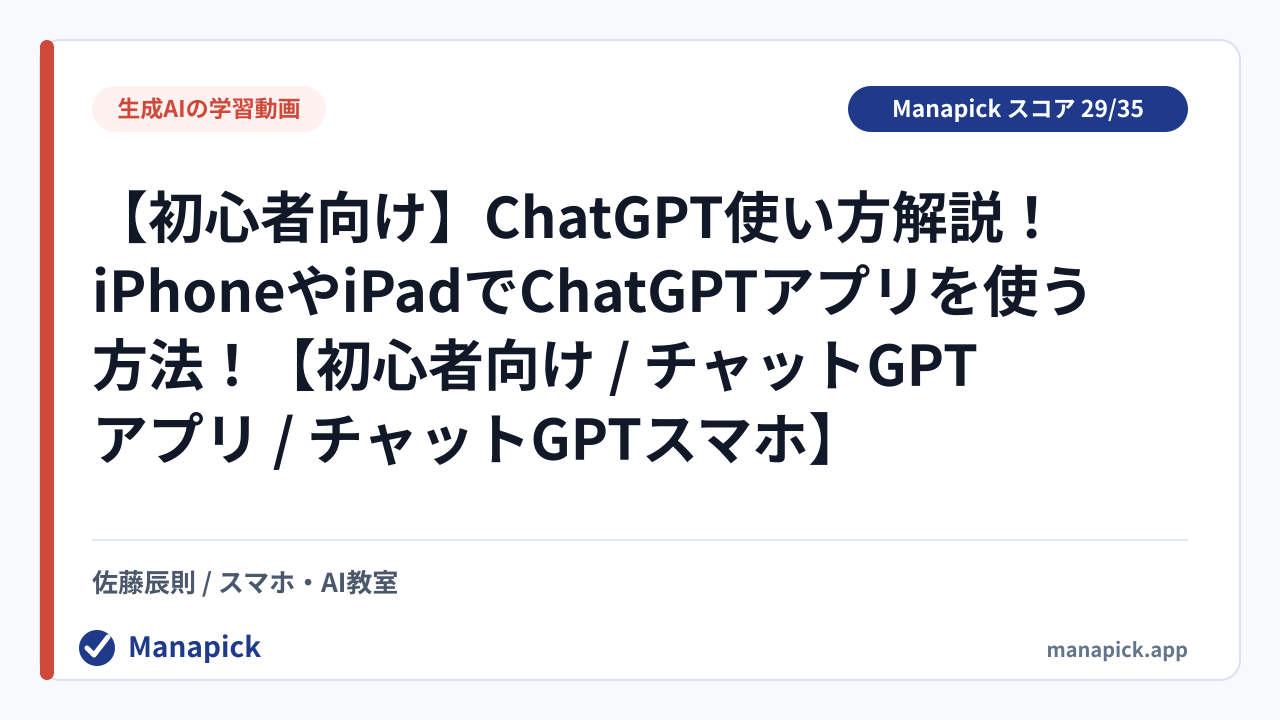 生成AIの学習動画
Manapick スコア 29/35
【初心者向け】ChatGPT使い方解説！
iPhoneやiPadでChatGPTアプリを使う
方法！【初心者向け / チャットGPT
アプリ / チャットGPTスマホ】
佐藤辰則 / スマホ・AI教室
Manapick
manapick.app